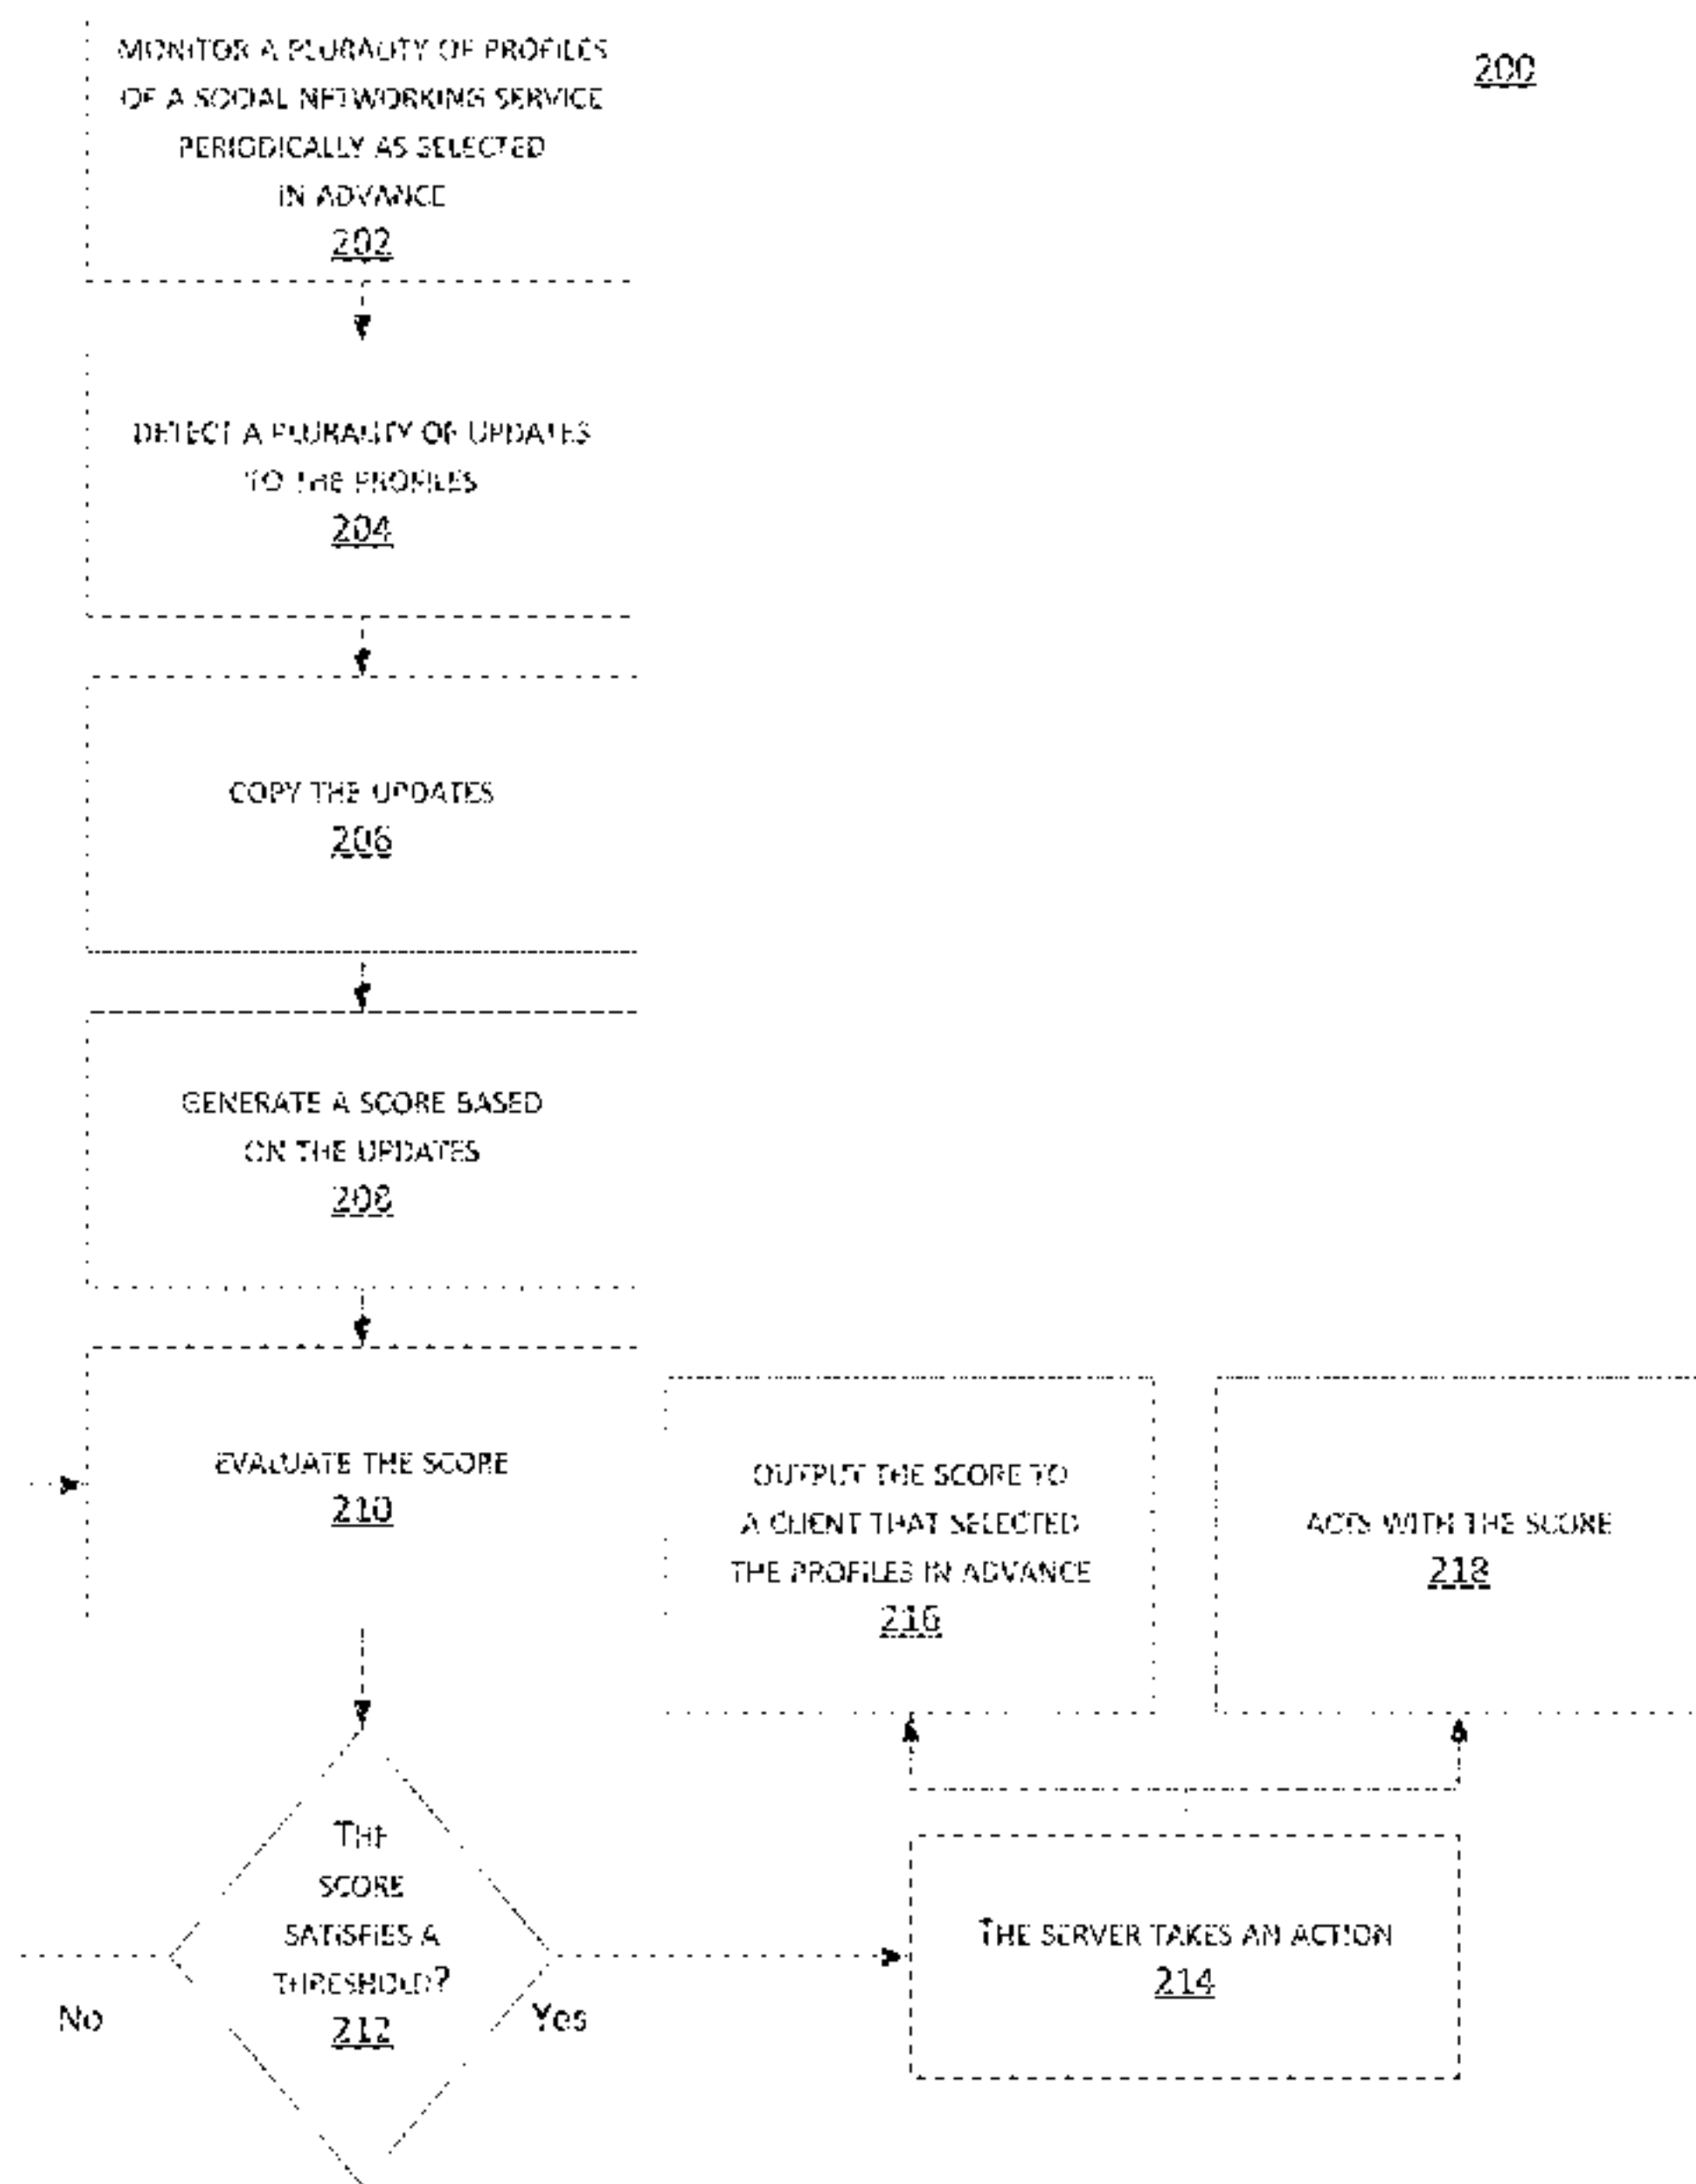 200
MONITOR A PLURALITY OF PROFILES
OF A SOCIAL NETWORKING SERVICE
PERIODICALLY AS SELECTED
IN ADVANCE
202
DETECT A PLURALITY OF UPDATES
TO THE PROFILES
204
COPY THE UPDATES
206
GENERATE A SCORE BASED
ON THE UPDATES
208
EVALUATE THE SCORE
210
OUTPUT THE SCORE TO
A CLIENT THAT SELECTED
THE PROFILES IN ADVANCE
216
ACTS WITH THE SCORE
218
THE
SCORE
SATISFIES A
THRESHOLD?
212
No
Yes
THE SERVER TAKES AN ACTION
214